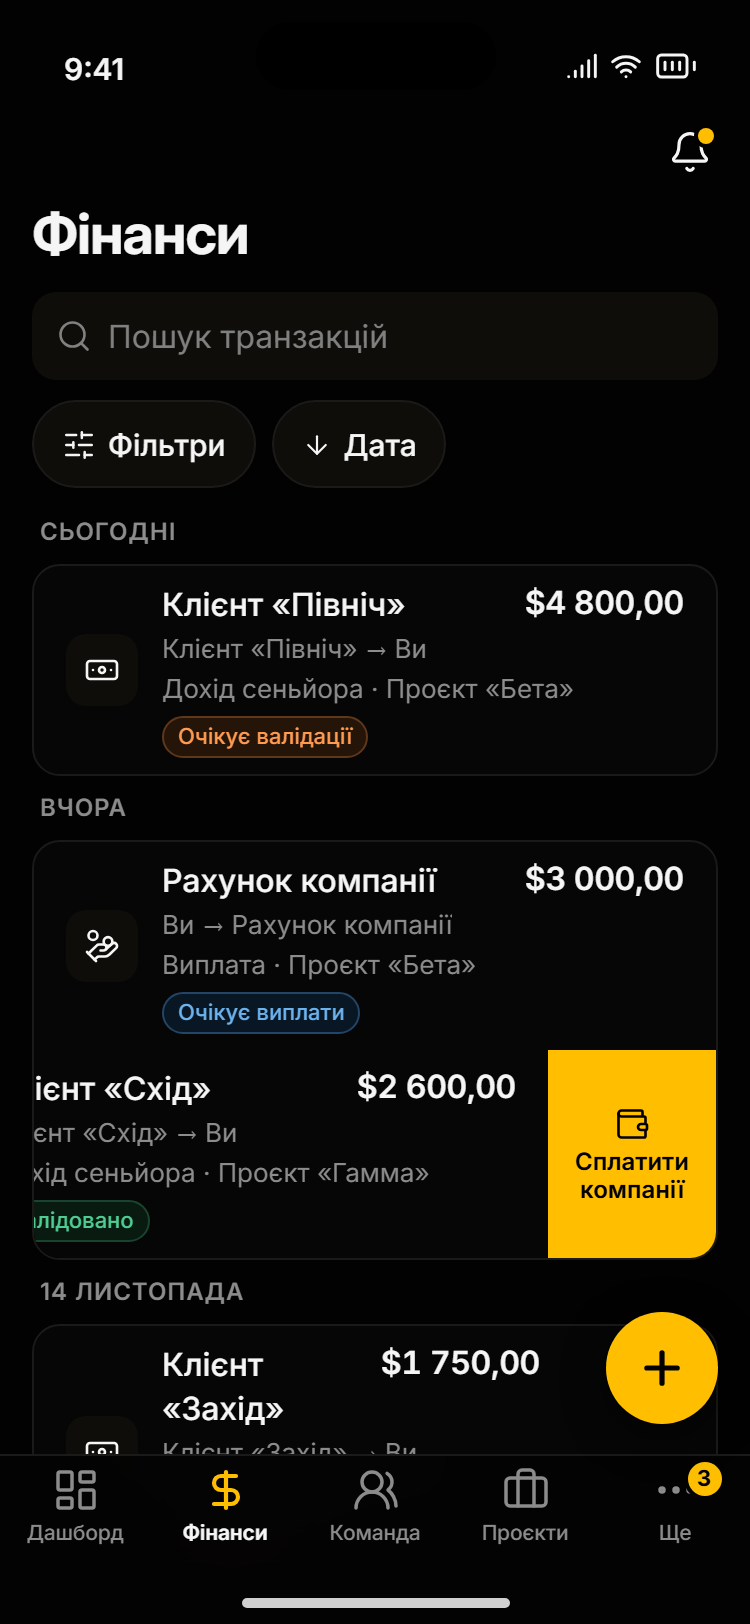 9:41
Фінанси
Пошук транзакцій
Фільтри
Дата
СЬОГОДНІ
Клієнт «Північ» $4 800,00
Клієнт «Північ» → Ви
Дохід сеньйора · Проєкт «Бета»
Очікує валідації
ВЧОРА
Рахунок компанії $3 000,00
Ви → Рахунок компанії
Виплата · Проєкт «Бета»
Очікує виплати
ієнт «Схід» $2 600,00
єнт «Схід» → Ви
хід сеньйора · Проєкт «Гамма»
лідовано
Сплатити
компанії
14 ЛИСТОПАДА
Клієнт $1 750,00
«Захід»
Клієнт «Захід» → Ви
3
Дашборд
Фінанси
Команда
Проєкти
Ще